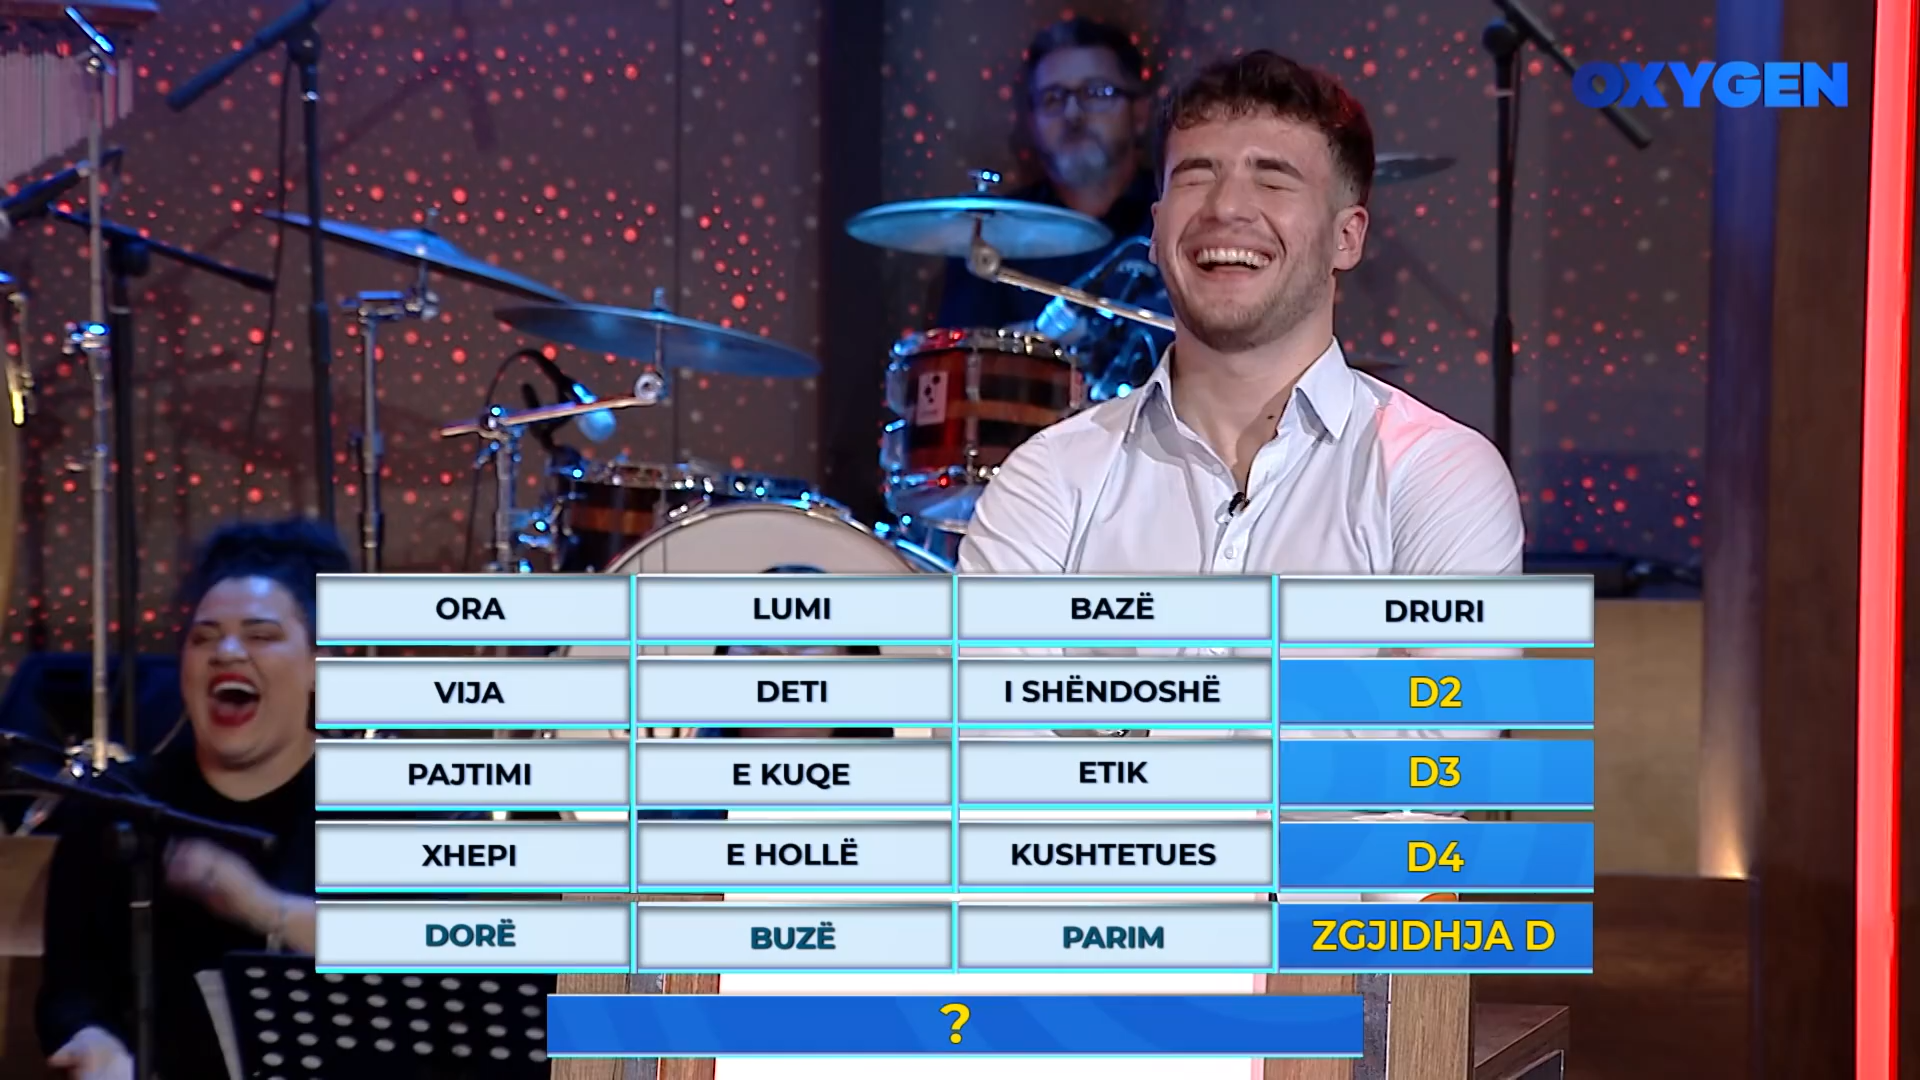 OXYGEN
ORA LUMI BAZË DRURI
VIJA DETI I SHËNDOSHË D2
PAJTIMI E KUQE ETIK D3
XHEPI E HOLLË KUSHTETUES D4
DORË BUZË PARIM ZGJIDHJA D
?